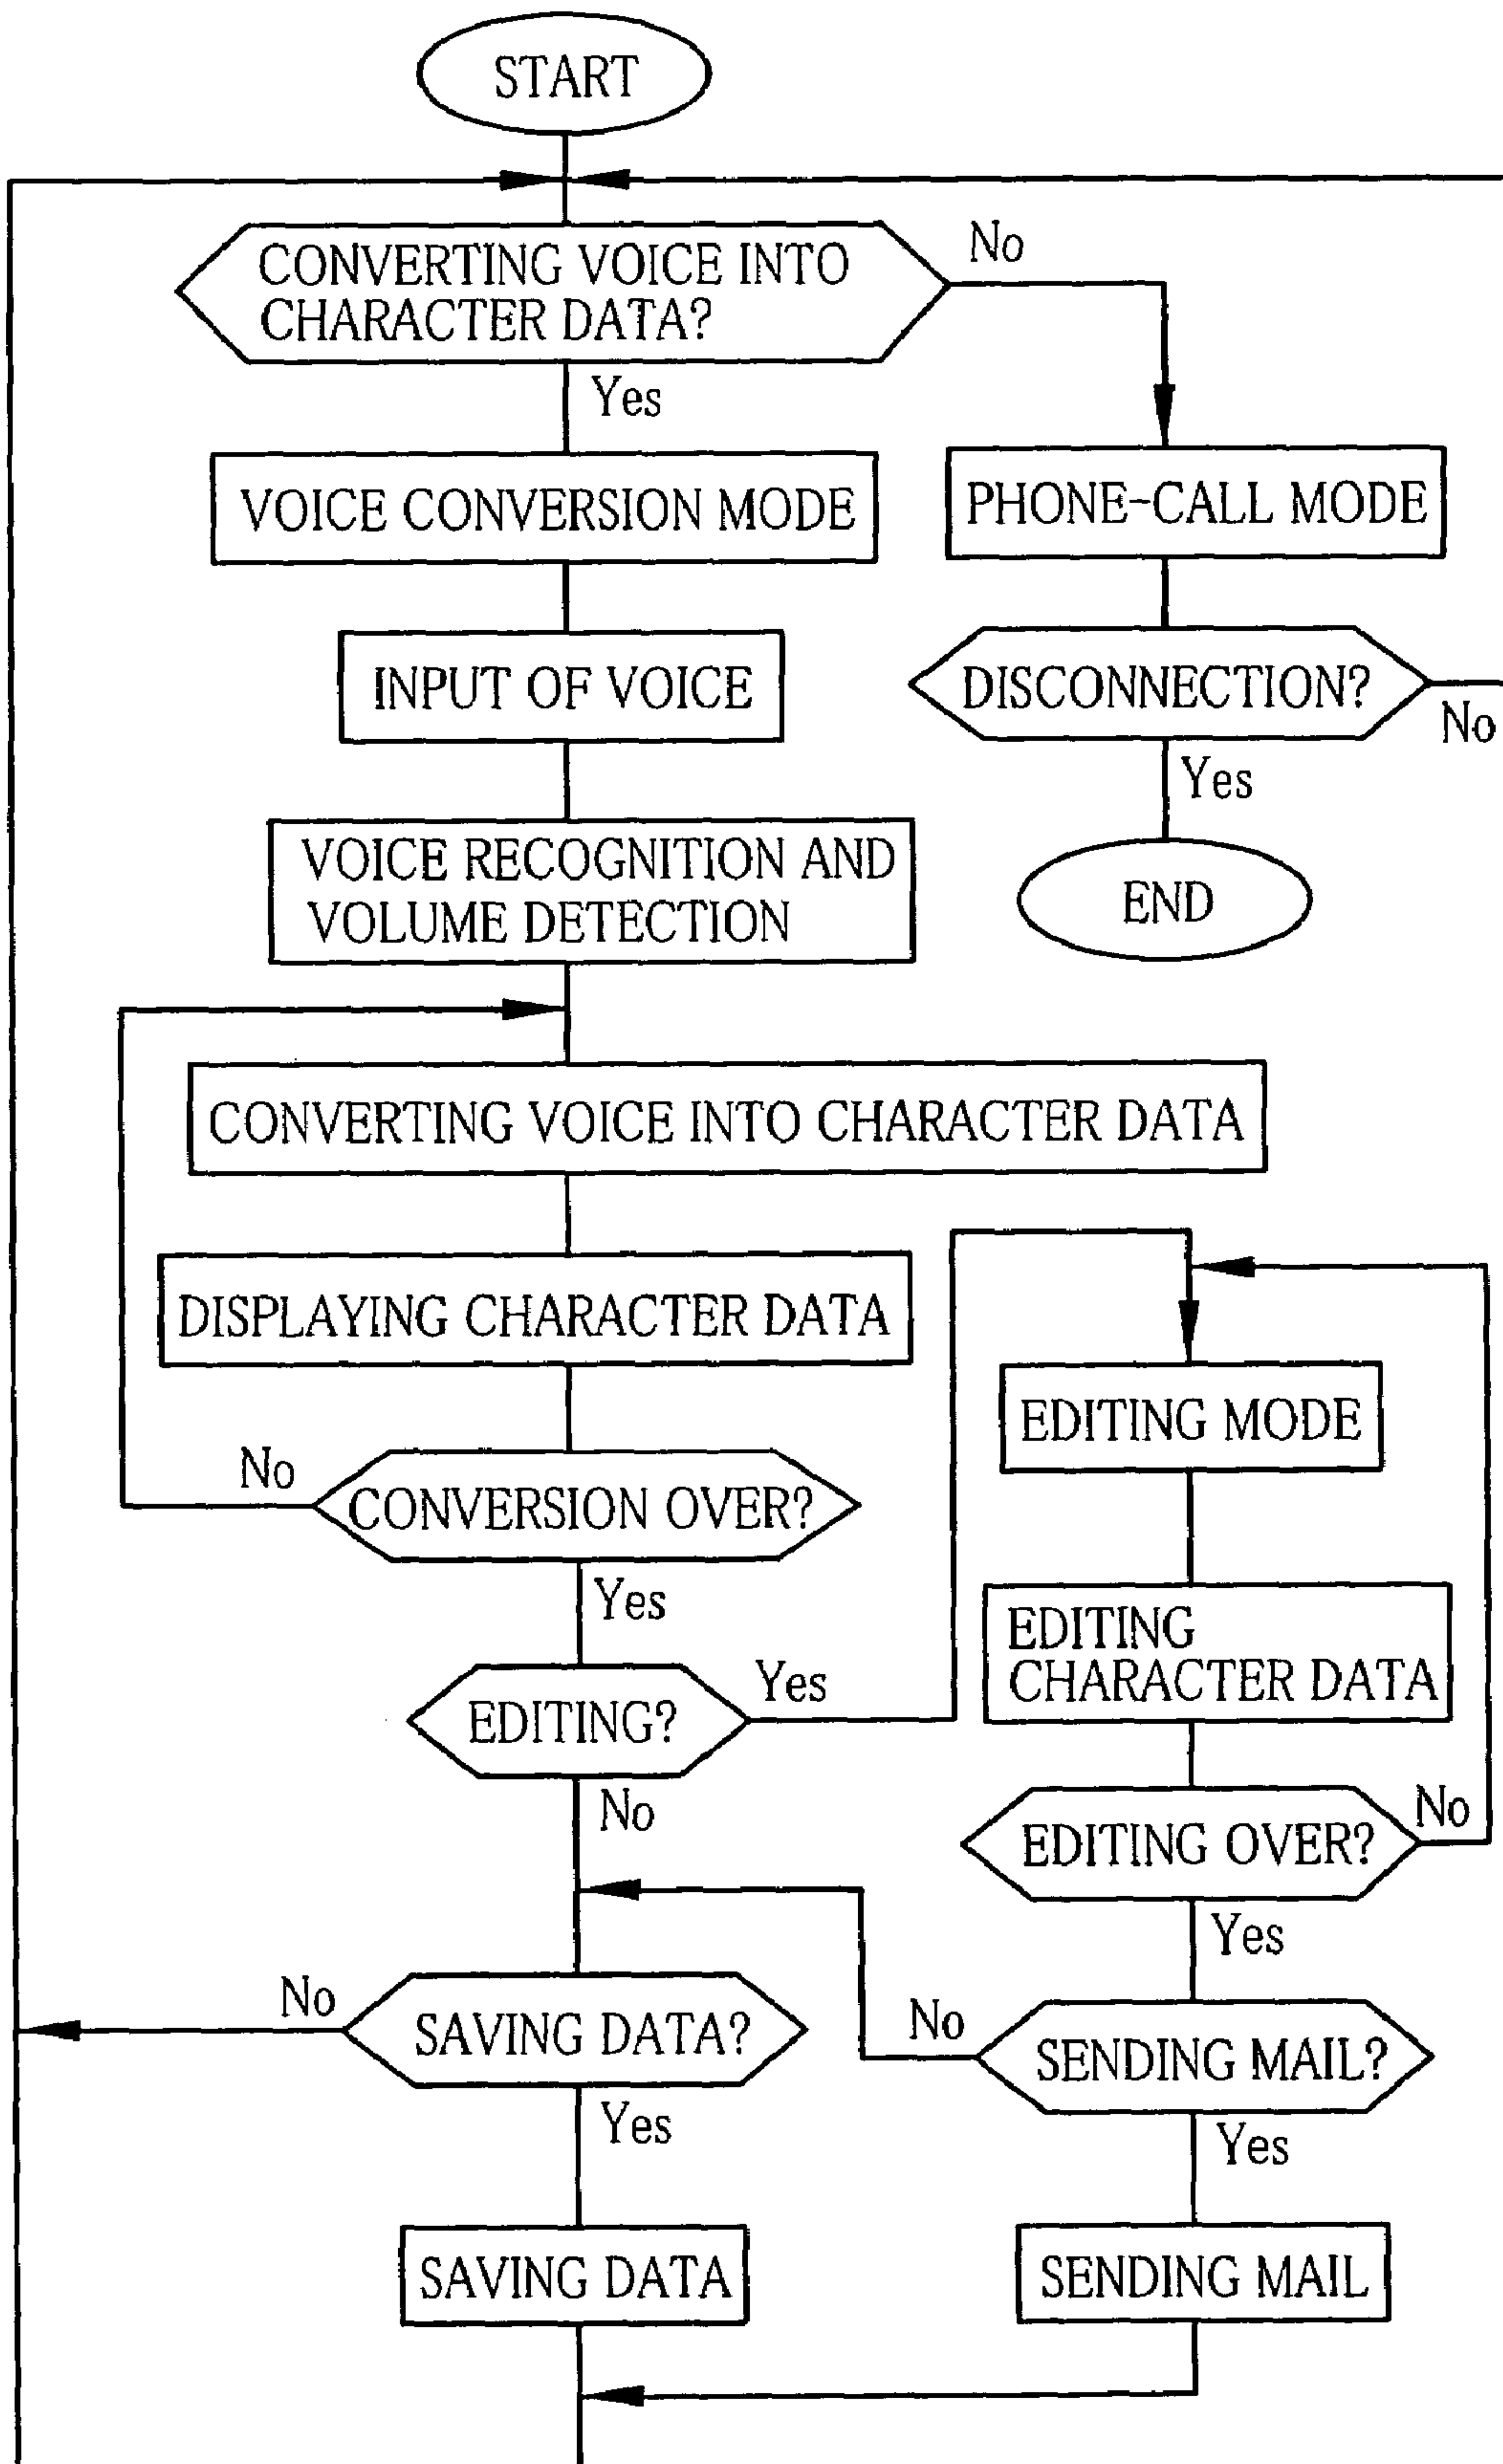 START
CONVERTING VOICE INTO
CHARACTER DATA?
No
Yes
VOICE CONVERSION MODE
PHONE-CALL MODE
INPUT OF VOICE
DISCONNECTION?
No
Yes
VOICE RECOGNITION AND
VOLUME DETECTION
END
CONVERTING VOICE INTO CHARACTER DATA
DISPLAYING CHARACTER DATA
EDITING MODE
No
CONVERSION OVER?
Yes
EDITING
CHARACTER DATA
EDITING?
Yes
No
EDITING OVER?
No
Yes
No
SAVING DATA?
No
SENDING MAIL?
Yes
Yes
SAVING DATA
SENDING MAIL